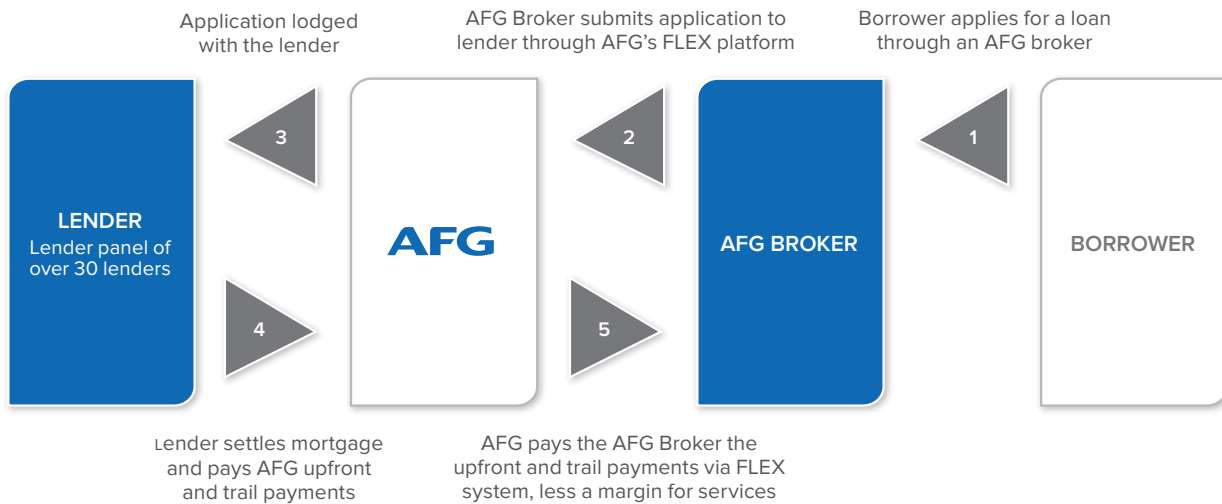 Application lodged
with the lender
AFG Broker submits application to
lender through AFG's FLEX platform
Borrower applies for a loan
through an AFG broker
3
2
1
LENDER
Lender panel of
over 30 lenders
AFG
AFG BROKER
BORROWER
4
5
Lender settles mortgage
and pays AFG upfront
and trail payments
AFG pays the AFG Broker the
upfront and trail payments via FLEX
system, less a margin for services